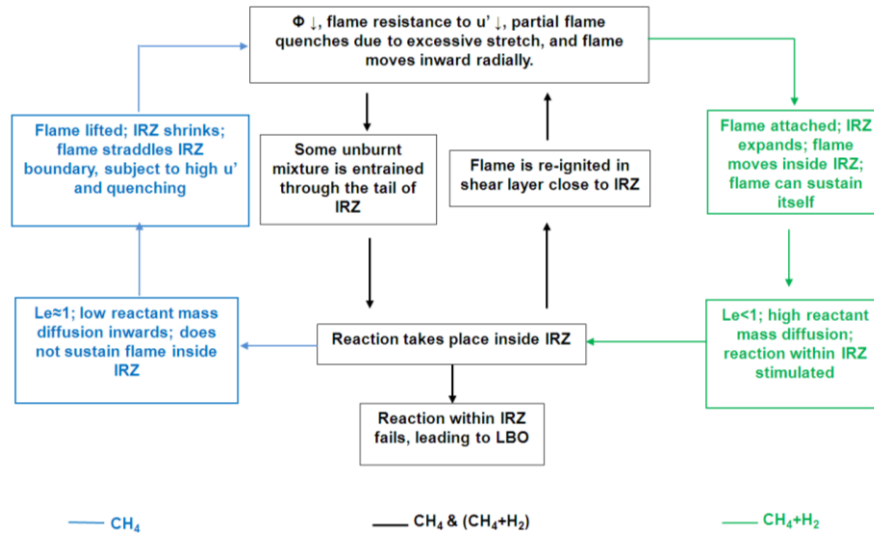 Φ ↓, flame resistance to u’ ↓, partial flame
quenches due to excessive stretch, and flame
moves inward radially.
Flame lifted; IRZ shrinks;
flame straddles IRZ
boundary, subject to high u’
and quenching
Some unburnt
mixture is entrained
through the tail of
IRZ
Flame is re-ignited in
shear layer close to IRZ
Flame attached; IRZ
expands; flame
moves inside IRZ;
flame can sustain
itself
Le≈1; low reactant mass
diffusion inwards; does
not sustain flame inside
IRZ
Reaction takes place inside IRZ
Le<1; high reactant
mass diffusion;
reaction within IRZ
stimulated
Reaction within IRZ
fails, leading to LBO
CH₄
CH₄ & (CH₄+H₂)
CH₄+H₂